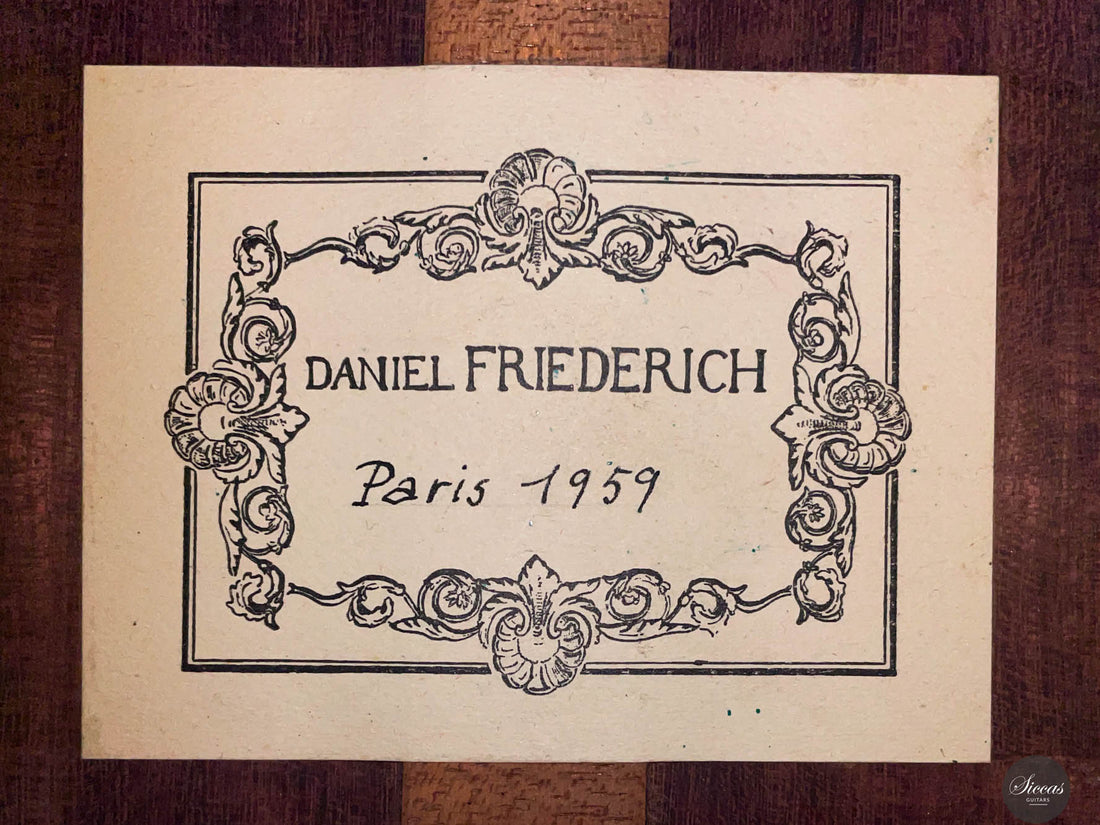 DANIEL FRIEDERICH
Paris 1959
Siccas
GUITARS